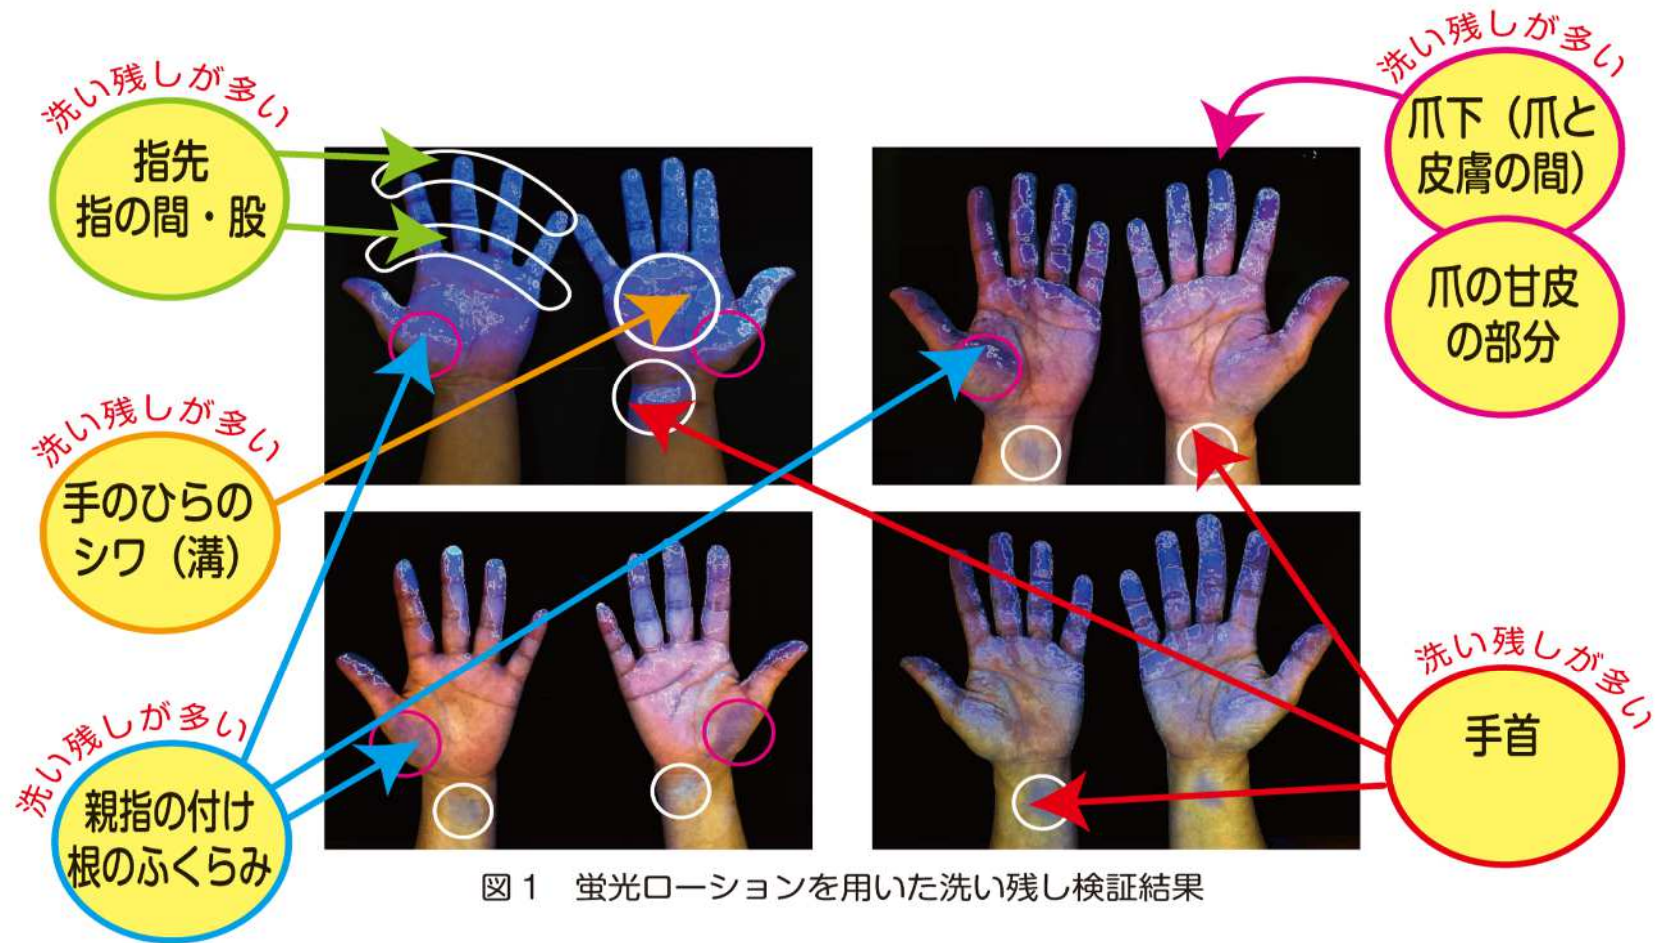 洗い残しが多い
指先
指の間・股
洗い残しが多い
手のひらの
シワ（溝）
洗い残しが多い
親指の付け
根のふくらみ
洗い残しが多い
爪下（爪と
皮膚の間）
爪の甘皮
の部分
洗い残しが多い
手首
図１　蛍光ローションを用いた洗い残し検証結果